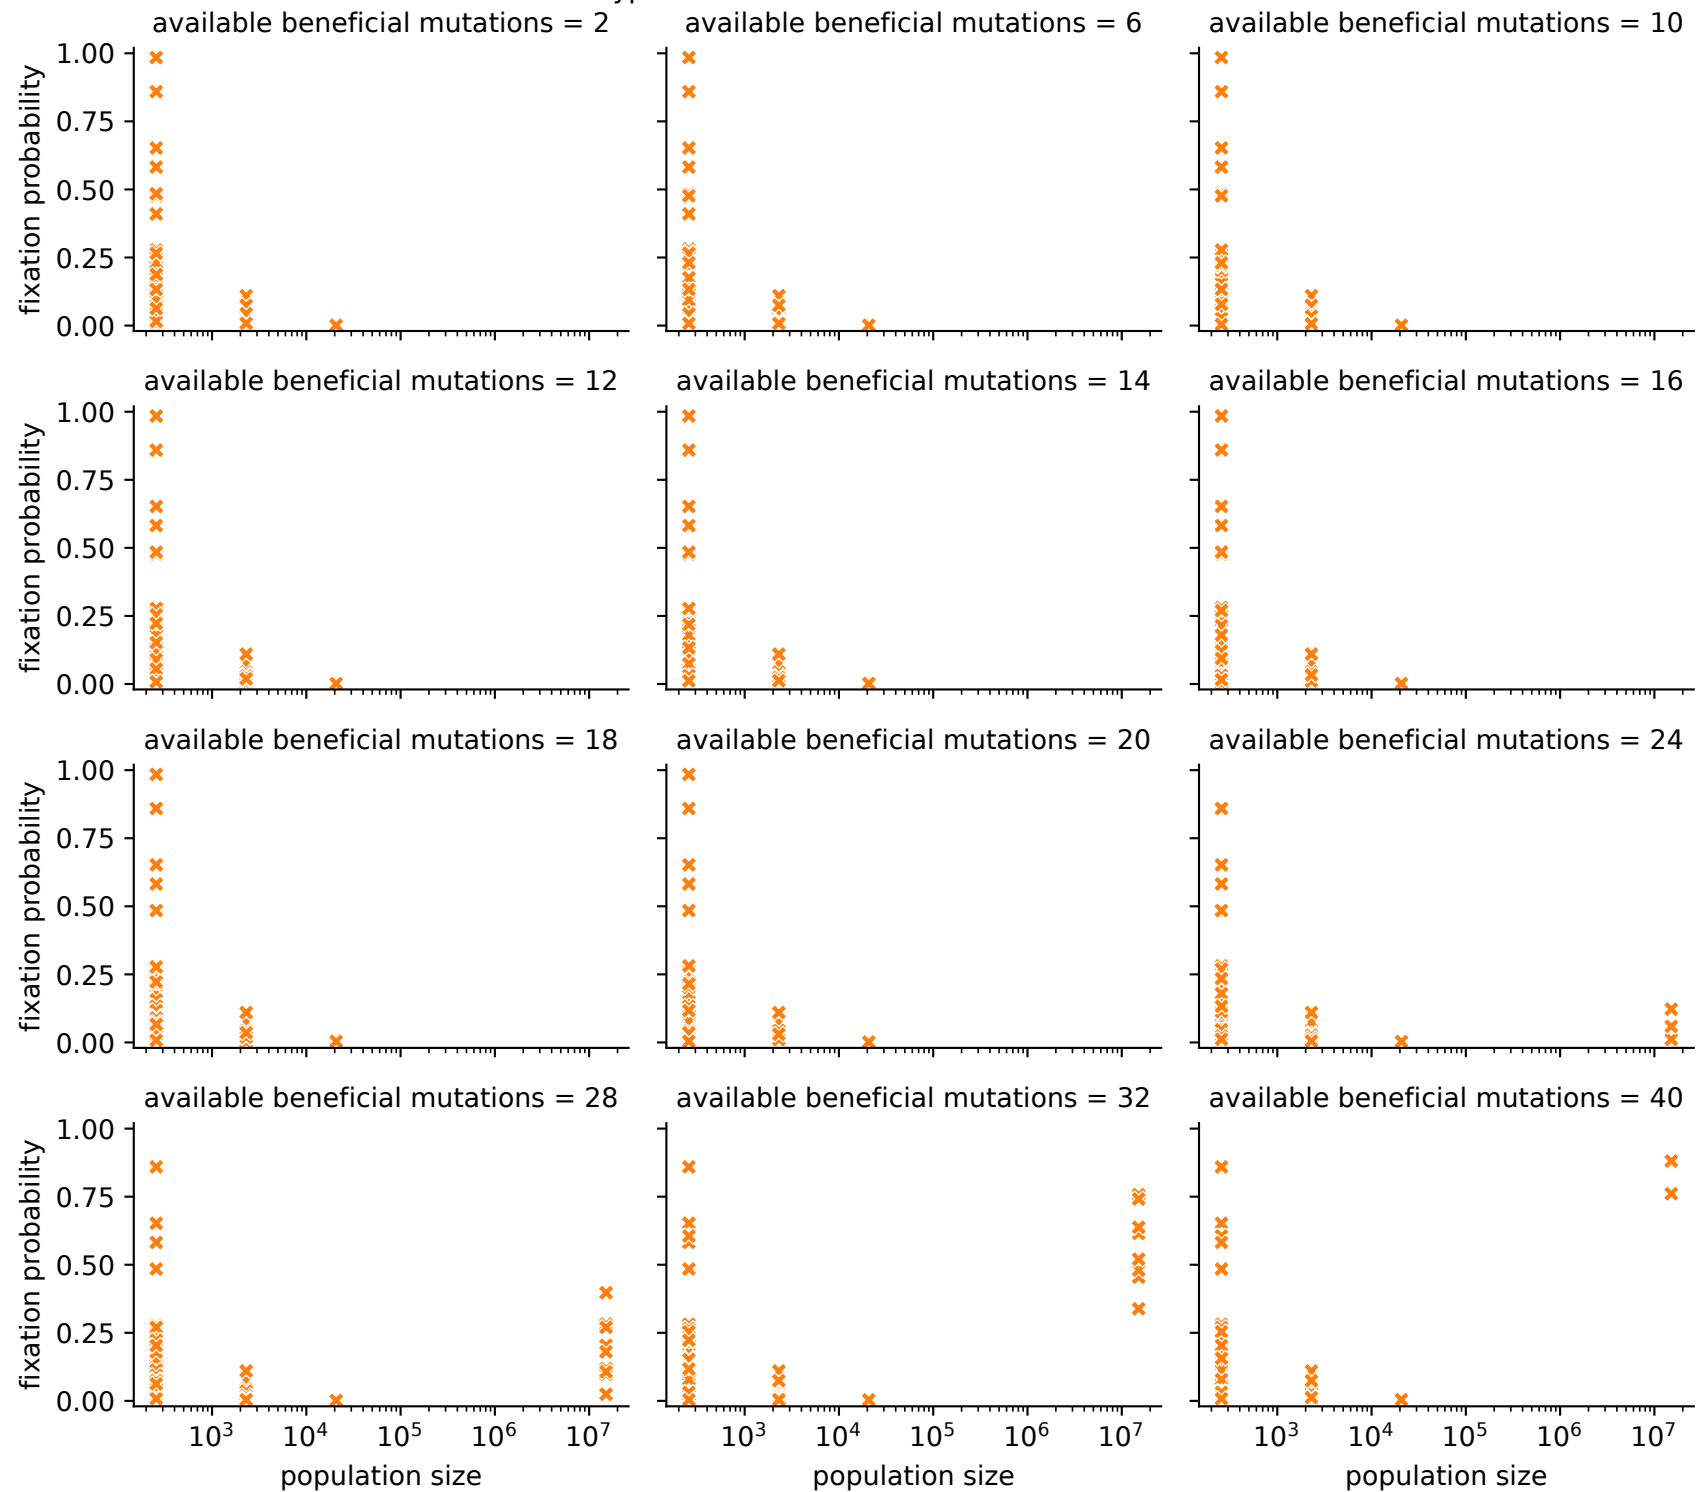 available beneficial mutations = 2
available beneficial mutations = 6
available beneficial mutations = 10
1.00
0.75
0.50
0.25
0.00
fixation probability
available beneficial mutations = 12
available beneficial mutations = 14
available beneficial mutations = 16
1.00
0.75
0.50
0.25
0.00
fixation probability
available beneficial mutations = 18
available beneficial mutations = 20
available beneficial mutations = 24
1.00
0.75
0.50
0.25
0.00
fixation probability
available beneficial mutations = 28
available beneficial mutations = 32
available beneficial mutations = 40
1.00
0.75
0.50
0.25
0.00
fixation probability
10³ 10⁴ 10⁵ 10⁶ 10⁷
10³ 10⁴ 10⁵ 10⁶ 10⁷
10³ 10⁴ 10⁵ 10⁶ 10⁷
population size
population size
population size